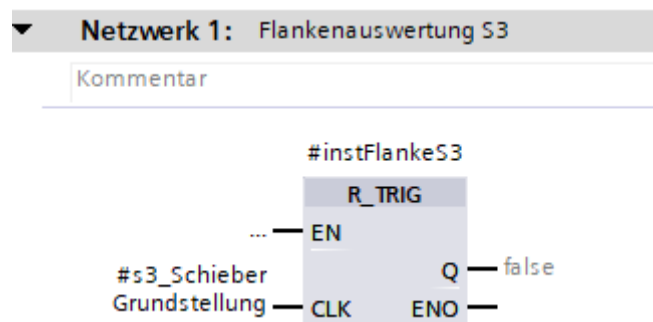 Netzwerk 1: Flankenauswertung S3
Kommentar
#instFlankeS3
R_TRIG
... EN
#s3_Schieber
Q false
Grundstellung CLK ENO